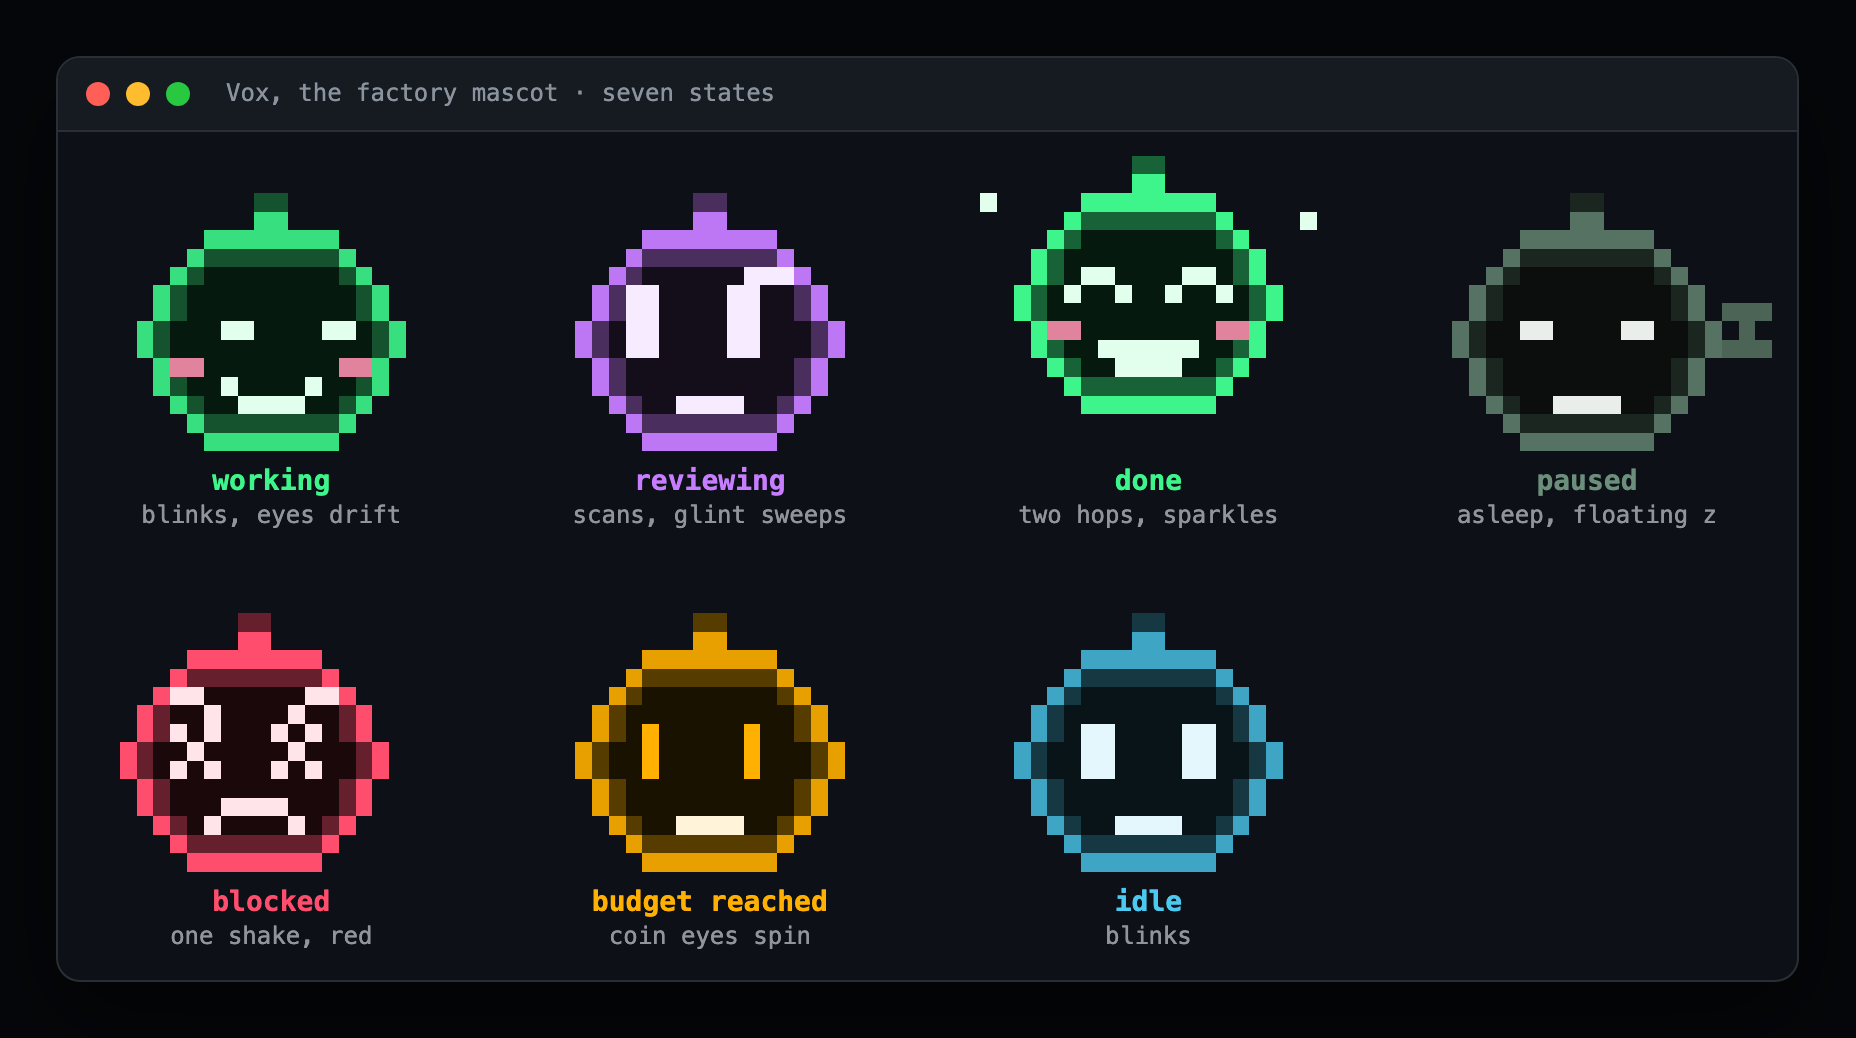 Vox, the factory mascot · seven states
working
blinks, eyes drift
reviewing
scans, glint sweeps
done
two hops, sparkles
paused
asleep, floating z
blocked
one shake, red
budget reached
coin eyes spin
idle
blinks